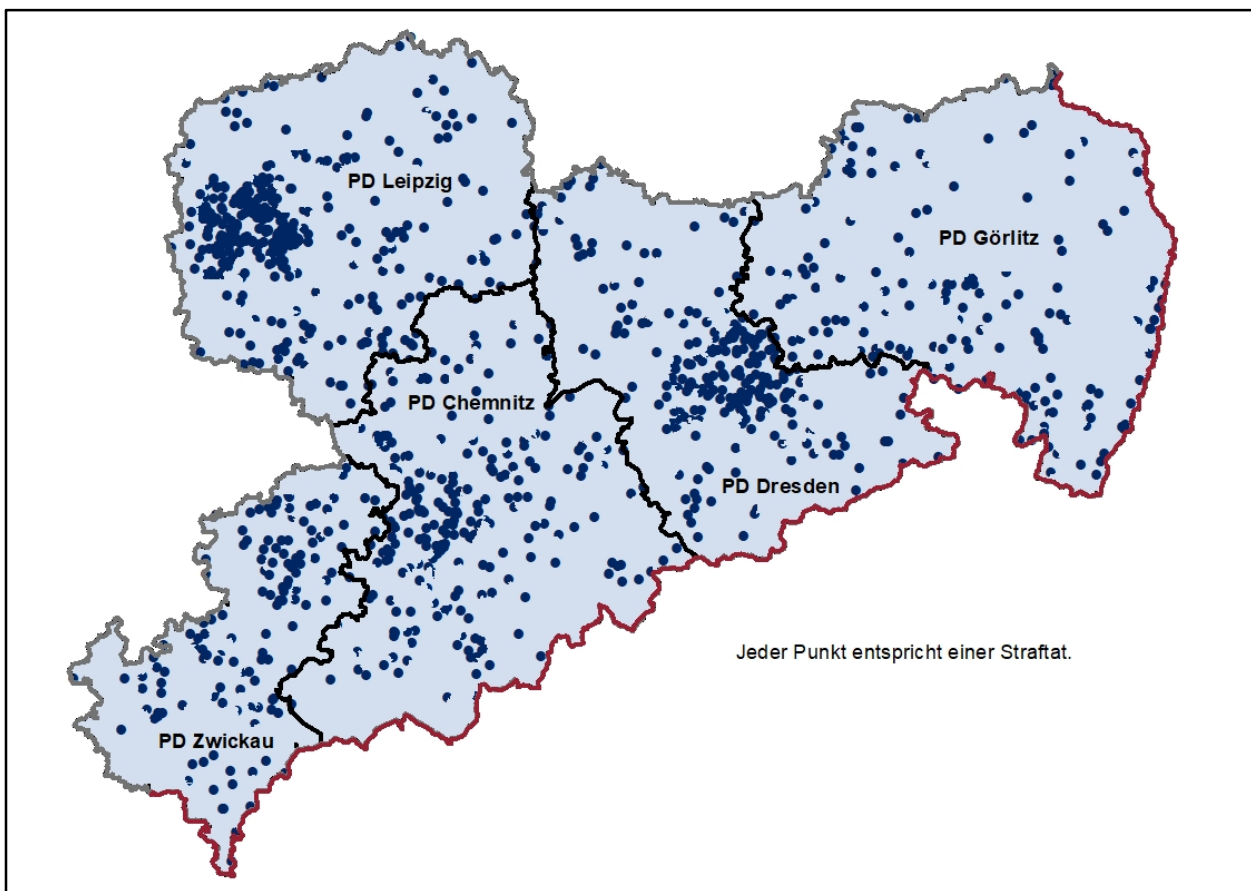 PD Leipzig
PD Görlitz
PD Chemnitz
PD Dresden
Jeder Punkt entspricht einer Straftat.
PD Zwickau